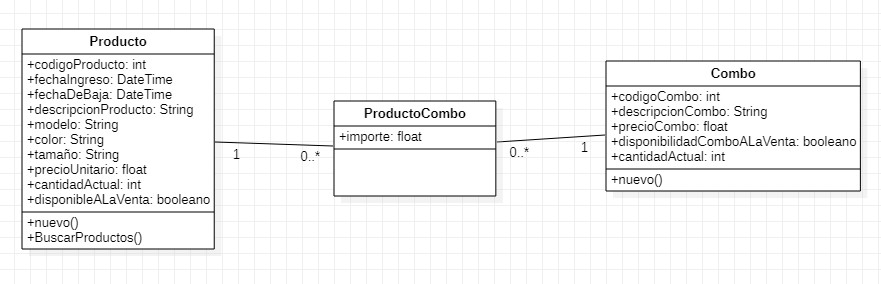 Producto
+codigoProducto: int
+fechaIngreso: DateTime
+fechaDeBaja: DateTime
+descripcionProducto: String
+modelo: String
+color: String
+tamaño: String
+precioUnitario: float
+cantidadActual: int
+disponibleALaVenta: booleano
+nuevo()
+BuscarProductos()
1
0..*
ProductoCombo
+importe: float
0..*
1
Combo
+codigoCombo: int
+descripcionCombo: String
+precioCombo: float
+disponibilidadComboALaVenta: booleano
+cantidadActual: int
+nuevo()